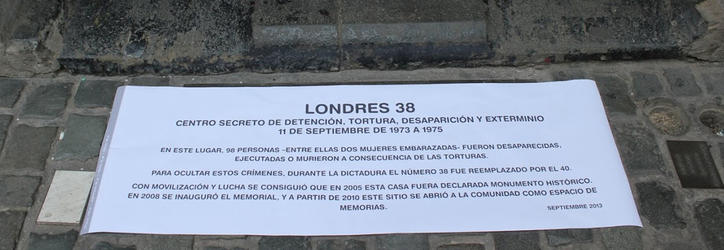 LONDRES 38
CENTRO SECRETO DE DETENCIÓN, TORTURA, DESAPARICIÓN Y EXTERMINIO
11 DE SEPTIEMBRE DE 1973 A 1975
EN ESTE LUGAR, 98 PERSONAS -ENTRE ELLAS DOS MUJERES EMBARAZADAS- FUERON DESAPARECIDAS,
EJECUTADAS O MURIERON A CONSECUENCIA DE LAS TORTURAS.
PARA OCULTAR ESTOS CRÍMENES, DURANTE LA DICTADURA EL NÚMERO 38 FUE REEMPLAZADO POR EL 40.
CON MOVILIZACIÓN Y LUCHA SE CONSIGUIÓ QUE EN 2005 ESTA CASA FUERA DECLARADA MONUMENTO HISTÓRICO.
EN 2008 SE INAUGURÓ EL MEMORIAL, Y A PARTIR DE 2010 ESTE SITIO SE ABRIÓ A LA COMUNIDAD COMO ESPACIO DE
MEMORIAS.
SEPTIEMBRE 2013